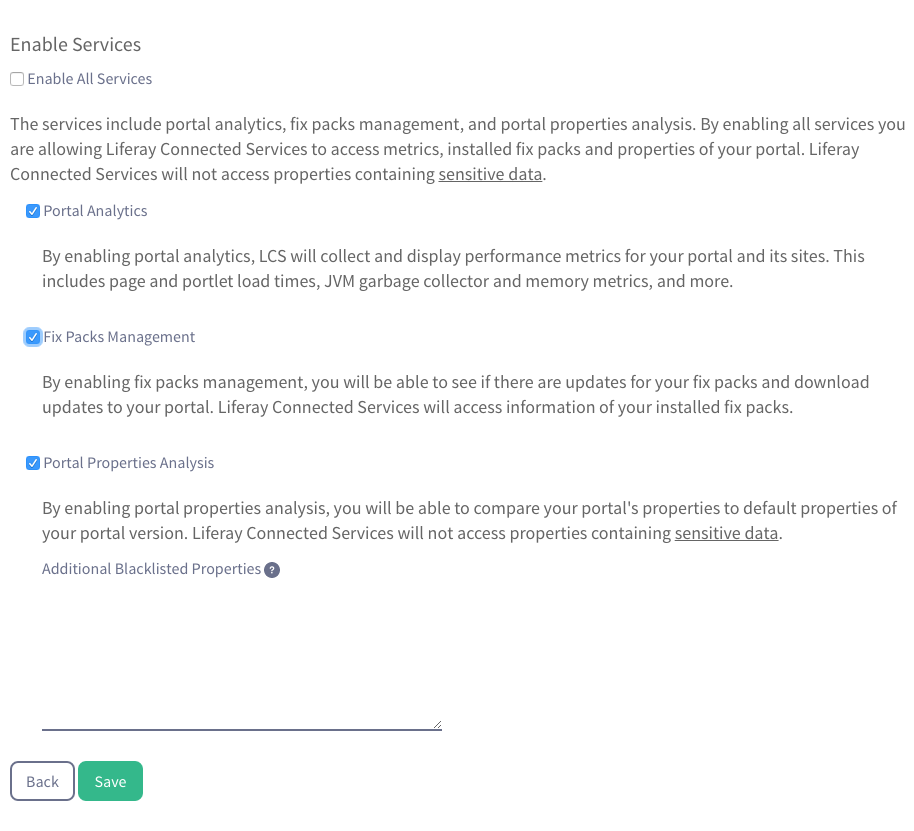 Enable Services
Enable All Services
The services include portal analytics, fix packs management, and portal properties analysis. By enabling all services you
are allowing Liferay Connected Services to access metrics, installed fix packs and properties of your portal. Liferay
Connected Services will not access properties containing sensitive data.
Portal Analytics
By enabling portal analytics, LCS will collect and display performance metrics for your portal and its sites. This
includes page and portlet load times, JVM garbage collector and memory metrics, and more.
Fix Packs Management
By enabling fix packs management, you will be able to see if there are updates for your fix packs and download
updates to your portal. Liferay Connected Services will access information of your installed fix packs.
Portal Properties Analysis
By enabling portal properties analysis, you will be able to compare your portal's properties to default properties of
your portal version. Liferay Connected Services will not access properties containing sensitive data.
Additional Blacklisted Properties ?
Back Save